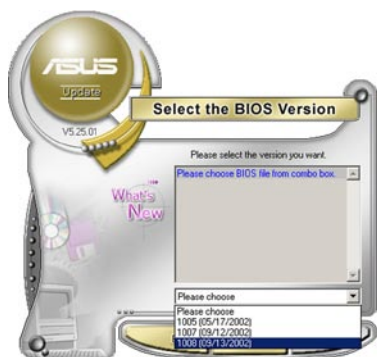 ASUS
Update
V5.25.01
Select the BIOS Version
Please select the version you want.
Please choose BIOS file from combo box.
What's
New
Please choose
Please choose
1005 (05/17/2002)
1007 (09/12/2002)
1008 (09/13/2002)